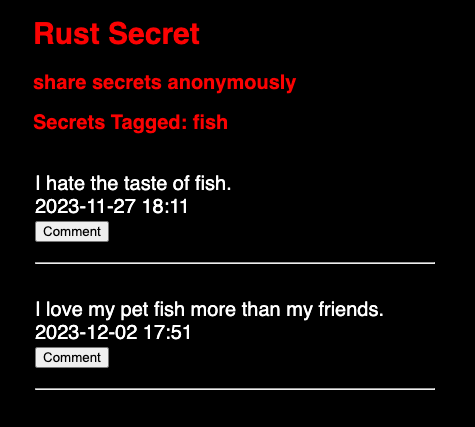 Rust Secret
share secrets anonymously
Secrets Tagged: fish
I hate the taste of fish.
2023-11-27 18:11
Comment
I love my pet fish more than my friends.
2023-12-02 17:51
Comment